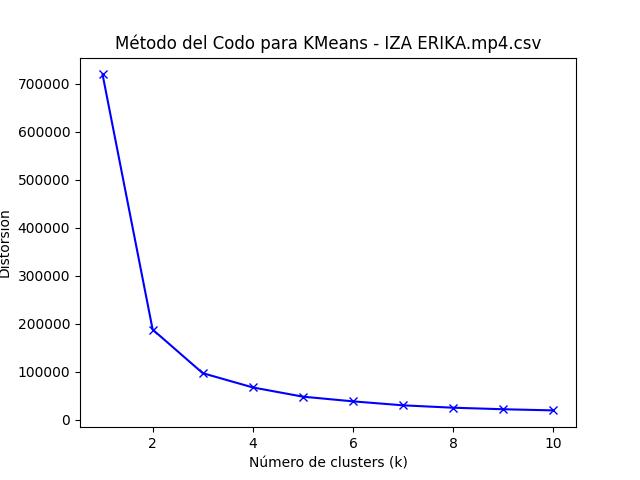 Método del Codo para KMeans - IZA ERIKA.mp4.csv
700000
600000
500000
400000
300000
200000
100000
0
Distorsion
2 4 6 8 10
Número de clusters (k)